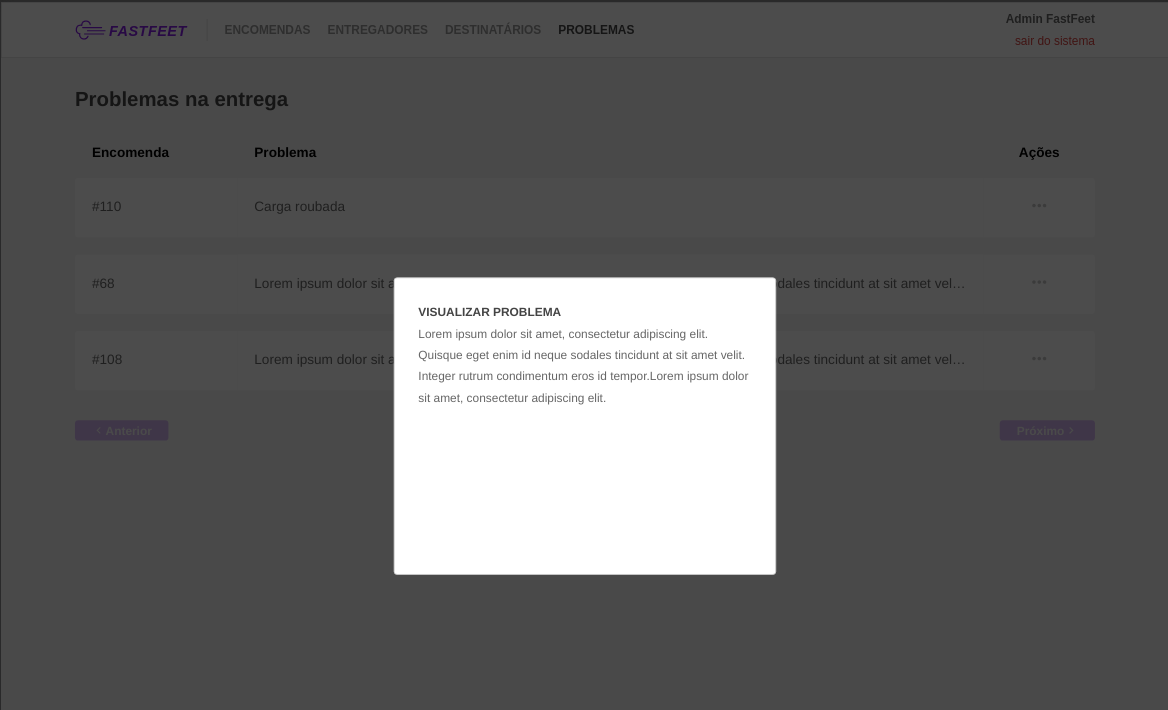 FASTFEET
ENCOMENDAS ENTREGADORES DESTINATÁRIOS PROBLEMAS
Admin FastFeet
sair do sistema
Problemas na entrega
Encomenda Problema Ações
#110 Carga roubada
#68 Lorem ipsum dolor sit a dales tincidunt at sit amet vel...
VISUALIZAR PROBLEMA
Lorem ipsum dolor sit amet, consectetur adipiscing elit.
Quisque eget enim id neque sodales tincidunt at sit amet velit.
Integer rutrum condimentum eros id tempor.Lorem ipsum dolor
sit amet, consectetur adipiscing elit.
#108 Lorem ipsum dolor sit a dales tincidunt at sit amet vel...
Anterior Próximo